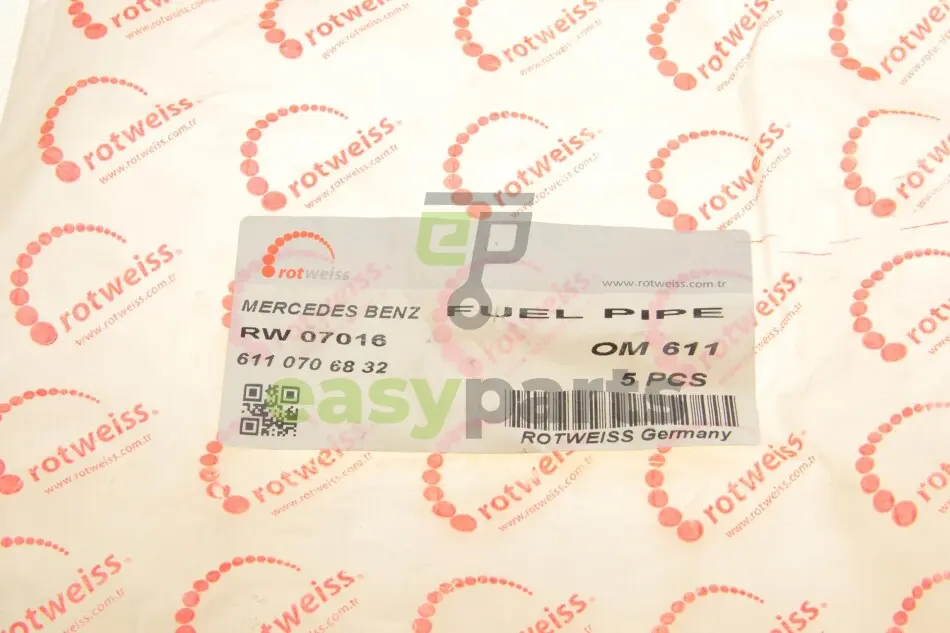 rotweiss
www.rotweiss.com.tr
MERCEDES BENZ
FUEL PIPE
RW 07016
OM 611
611 070 68 32
5 PCS
ROTWEISS Germany
ep
easyparts
rotweiss
www.rotweiss.com.tr